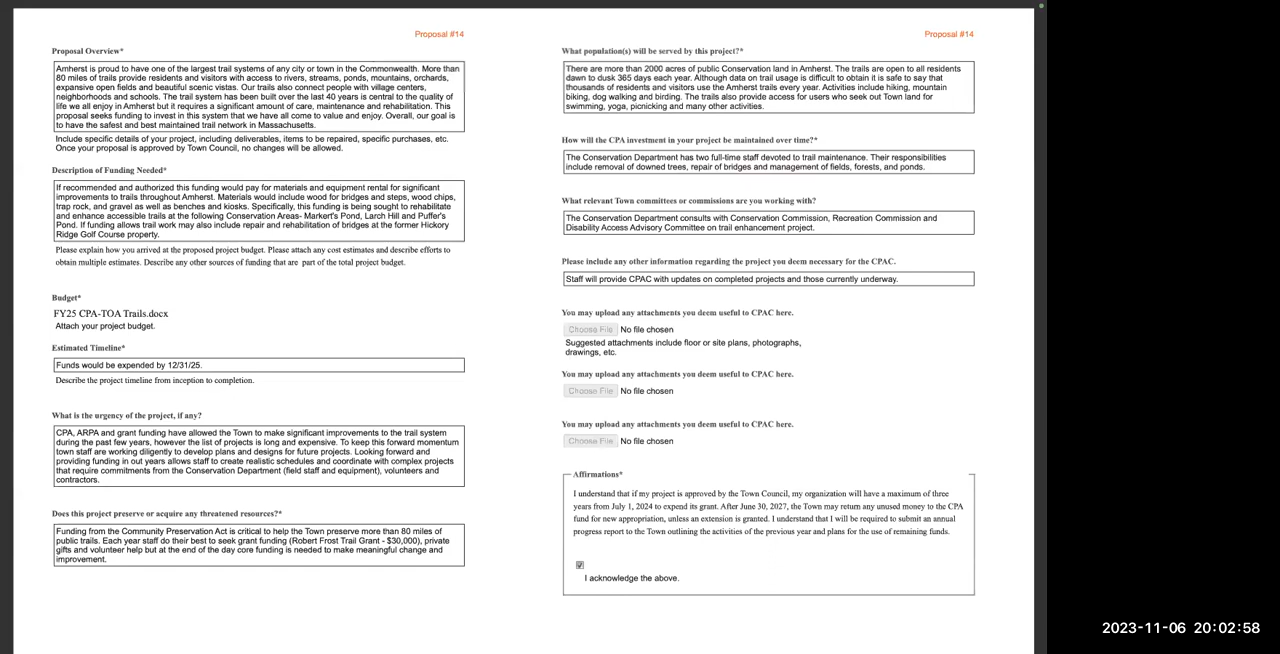 Proposal #14
Proposal Overview*
Amherst is proud to have one of the largest trail systems of any city or town in the Commonwealth. More than
80 miles of trails provide residents and visitors with access to rivers, streams, ponds, mountains, orchards,
expansive open fields and beautiful scenic vistas. Our trails also connect people with village centers,
neighborhoods and schools. The trail system has been built over the last 40 years is central to the quality of
life we all enjoy in Amherst but it requires a significant amount of care, maintenance and rehabilitation. This
proposal seeks funding to invest in this system that we have all come to value and enjoy. Overall, our goal is
to have the safest and best maintained trail network in Massachusetts.
Include specific details of your project, including deliverables, items to be repaired, specific purchases, etc.
Once your proposal is approved by Town Council, no changes will be allowed.
Description of Funding Needed*
If recommended and authorized this funding would pay for materials and equipment rental for significant
improvements to trails throughout Amherst. Materials would include wood for bridges and steps, wood chips,
trap rock, and gravel as well as benches and kiosks. Specifically, this funding is being sought to rehabilitate
and enhance accessible trails at the following Conservation Areas- Markert's Pond, Larch Hill and Puffer's
Pond. If funding allows trail work may also include repair and rehabilitation of bridges at the former Hickory
Ridge Golf Course property.
Please explain how you arrived at the proposed project budget. Please attach any cost estimates and describe efforts to
obtain multiple estimates. Describe any other sources of funding that are part of the total project budget.
Budget*
FY25 CPA-TOA Trails.docx
Attach your project budget.
Estimated Timeline*
Funds would be expended by 12/31/25.
Describe the project timeline from inception to completion.
What is the urgency of the project, if any?
CPA, ARPA and grant funding have allowed the Town to make significant improvements to the trail system
during the past few years, however the list of projects is long and expensive. To keep this forward momentum
town staff are working diligently to develop plans and designs for future projects. Looking forward and
providing funding in out years allows staff to create realistic schedules and coordinate with complex projects
that require commitments from the Conservation Department (field staff and equipment), volunteers and
contractors.
Does this project preserve or acquire any threatened resources?*
Funding from the Community Preservation Act is critical to help the Town preserve more than 80 miles of
public trails. Each year staff do their best to seek grant funding (Robert Frost Trail Grant - $30,000), private
gifts and volunteer help but at the end of the day core funding is needed to make meaningful change and
improvement.
Proposal #14
What population(s) will be served by this project?*
There are more than 2000 acres of public Conservation land in Amherst. The trails are open to all residents
dawn to dusk 365 days each year. Although data on trail usage is difficult to obtain it is safe to say that
thousands of residents and visitors use the Amherst trails every year. Activities include hiking, mountain
biking, dog walking and birding. The trails also provide access for users who seek out Town land for
swimming, yoga, picnicking and many other activities.
How will the CPA investment in your project be maintained over time?*
The Conservation Department has two full-time staff devoted to trail maintenance. Their responsibilities
include removal of downed trees, repair of bridges and management of fields, forests, and ponds.
What relevant Town committees or commissions are you working with?
The Conservation Department consults with Conservation Commission, Recreation Commission and
Disability Access Advisory Committee on trail enhancement project.
Please include any other information regarding the project you deem necessary for the CPAC.
Staff will provide CPAC with updates on completed projects and those currently underway.
You may upload any attachments you deem useful to CPAC here.
Choose File No file chosen
Suggested attachments include floor or site plans, photographs,
drawings, etc.
You may upload any attachments you deem useful to CPAC here.
Choose File No file chosen
You may upload any attachments you deem useful to CPAC here.
Choose File No file chosen
Affirmations*
I understand that if my project is approved by the Town Council, my organization will have a maximum of three
years from July 1, 2024 to expend its grant. After June 30, 2027, the Town may return any unused money to the CPA
fund for new appropriation, unless an extension is granted. I understand that I will be required to submit an annual
progress report to the Town outlining the activities of the previous year and plans for the use of remaining funds.
I acknowledge the above.
2023-11-06 20:02:58